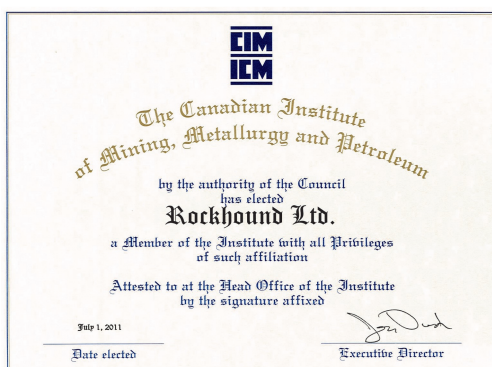 CIM
ICM
The Canadian Institute
of Mining, Metallurgy and Petroleum
by the authority of the Council
has elected
Rockhound Ltd.
a Member of the Institute with all Privileges
of such affiliation
Attested to at the Head Office of the Institute
by the signature affixed
July 1, 2011
Date elected
Executive Director